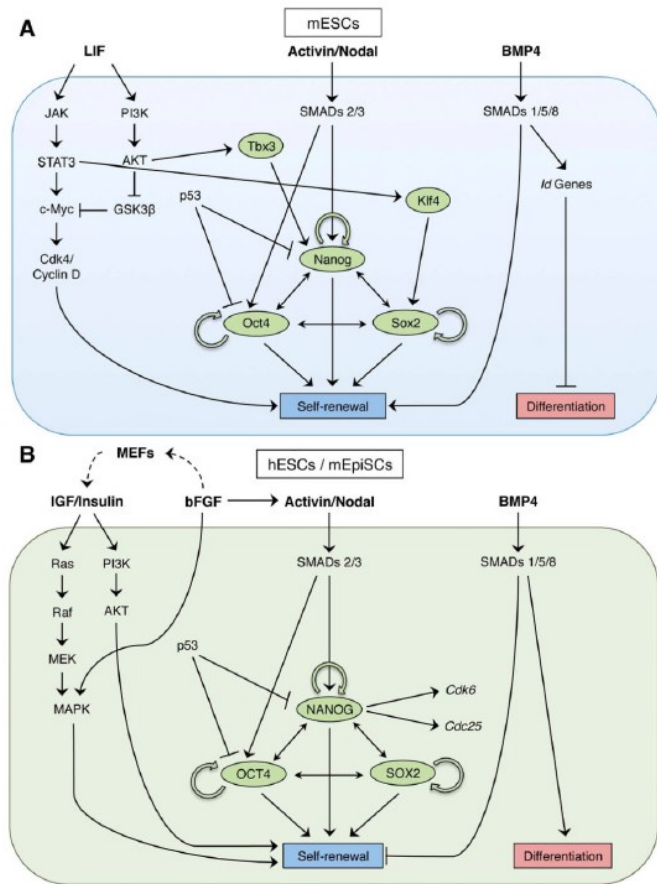 A
mESCs
LIF
Activin/Nodal
BMP4
JAK
PI3K
SMADs 2/3
SMADs 1/5/8
Tbx3
STAT3
AKT
p53
Klf4
Id Genes
c-Myc
GSK3β
Cdk4/
Cyclin D
Nanog
Oct4
Sox2
Self-renewal
Differentiation
B
MEFs
hESCs / mEpiSCs
IGF/Insulin
bFGF
Activin/Nodal
BMP4
Ras
PI3K
SMADs 2/3
SMADs 1/5/8
Raf
AKT
p53
MEK
MAPK
NANOG
Cdk6
Cdc25
OCT4
SOX2
Self-renewal
Differentiation